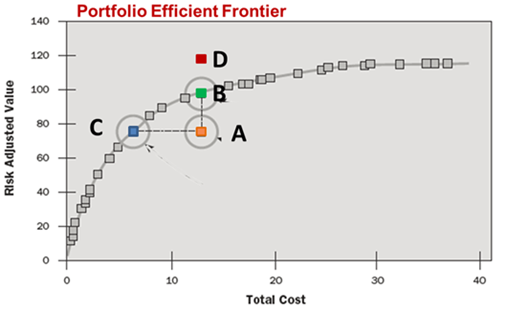 Portfolio Efficient Frontier
140
120
100
80
60
40
20
0
Risk Adjusted Value
D
B
C
A
0 10 20 30 40
Total Cost